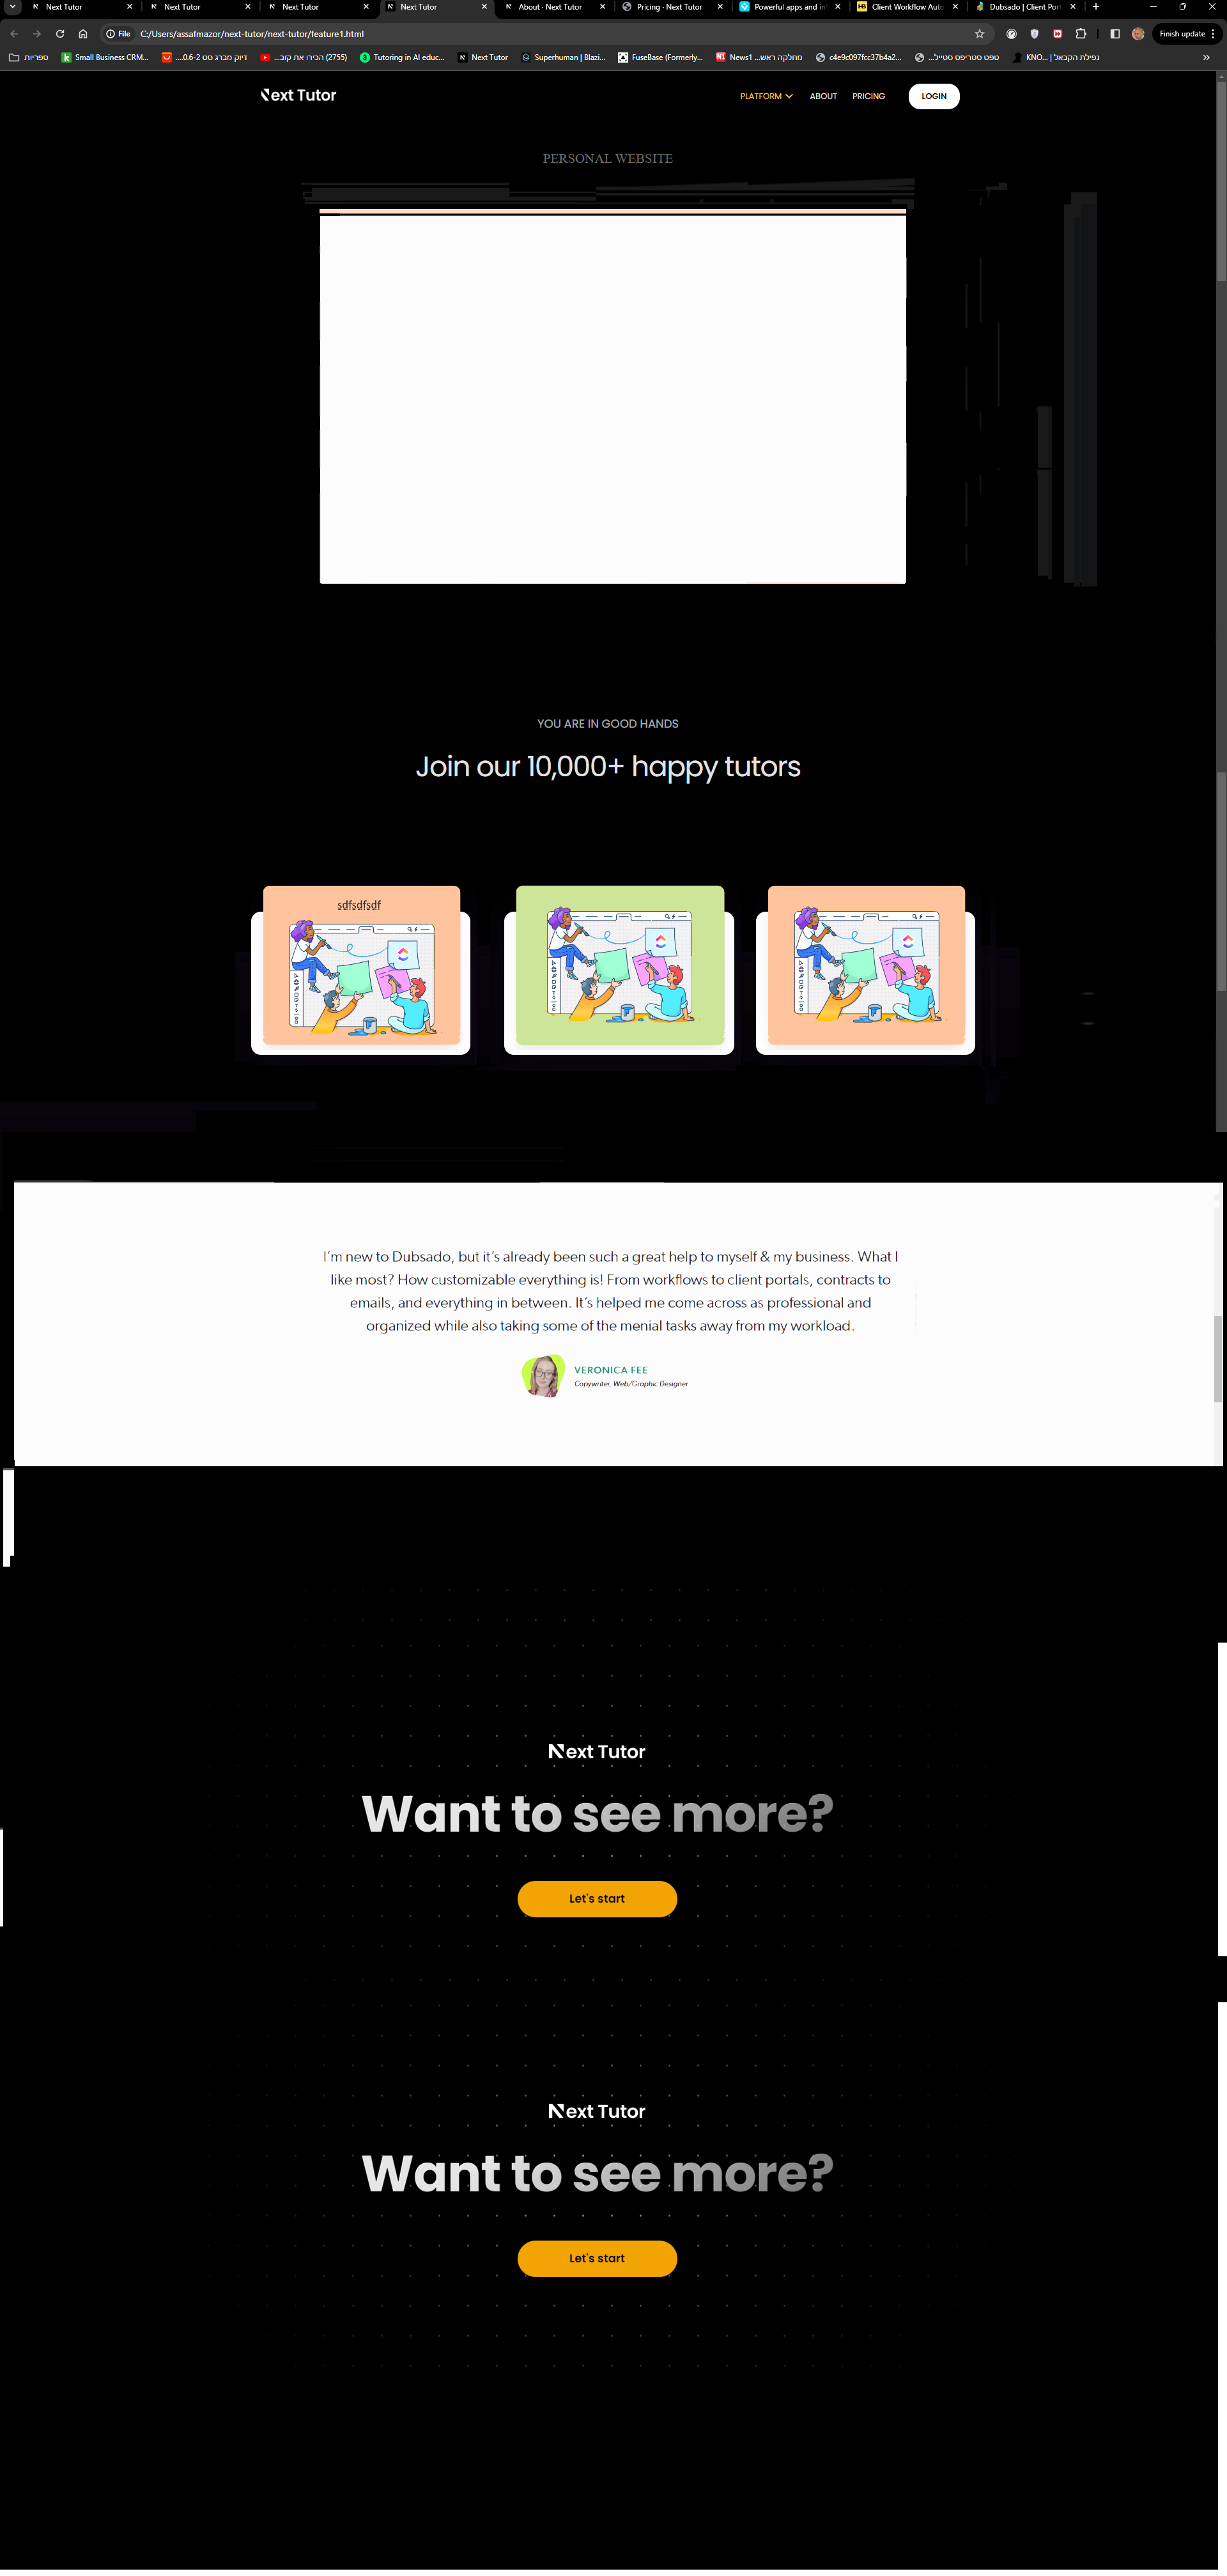 Next Tutor
Next Tutor
Next Tutor
Next Tutor
About · Next Tutor
Pricing · Next Tutor
Powerful apps and in
Client Workflow Auto
Dubsado | Client Port
File
C:/Users/assafmazor/next-tutor/next-tutor/feature1.html
Finish update
ספריות
Small Business CRM...
דיוק מברג סט 0.6-2....
(2755) הכירו את קוב...
Tutoring in AI educ...
Next Tutor
Superhuman | Blazi...
FuseBase (Formerly...
News1 מחלקה ראש...
c4e9c097fcc37b4a2...
טפט סטריפס סטייל...
נפילת הקבאל | KNO...
Next Tutor
PLATFORM
ABOUT
PRICING
LOGIN
PERSONAL WEBSITE
YOU ARE IN GOOD HANDS
Join our 10,000+ happy tutors
sdfsdfsdf
I'm new to Dubsado, but it's already been such a great help to myself & my business. What I
like most? How customizable everything is! From workflows to client portals, contracts to
emails, and everything in between. It's helped me come across as professional and
organized while also taking some of the menial tasks away from my workload.
VERONICA FEE
Copywriter, Web/Graphic Designer
Next Tutor
Want to see more?
Let's start
Next Tutor
Want to see more?
Let's start